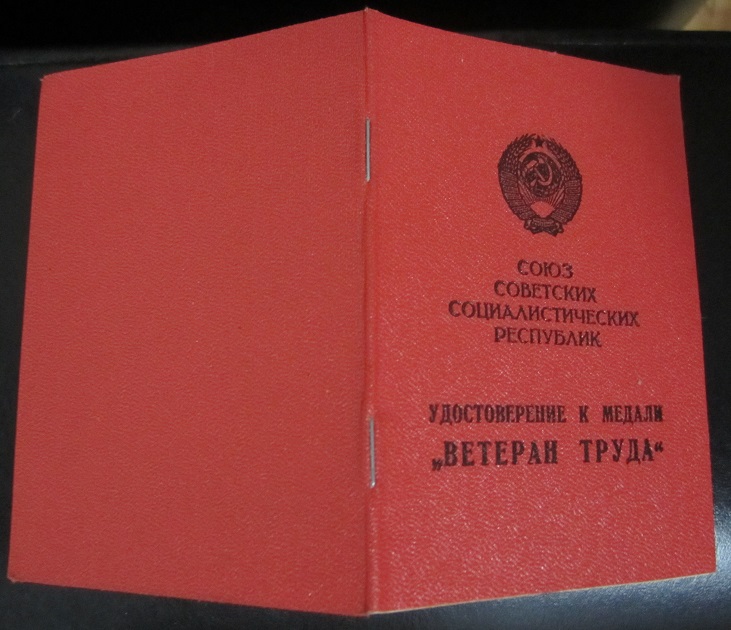 СОЮЗ
СОВЕТСКИХ
СОЦИАЛИСТИЧЕСКИХ
РЕСПУБЛИК
УДОСТОВЕРЕНИЕ К МЕДАЛИ
„ВЕТЕРАН ТРУДА“